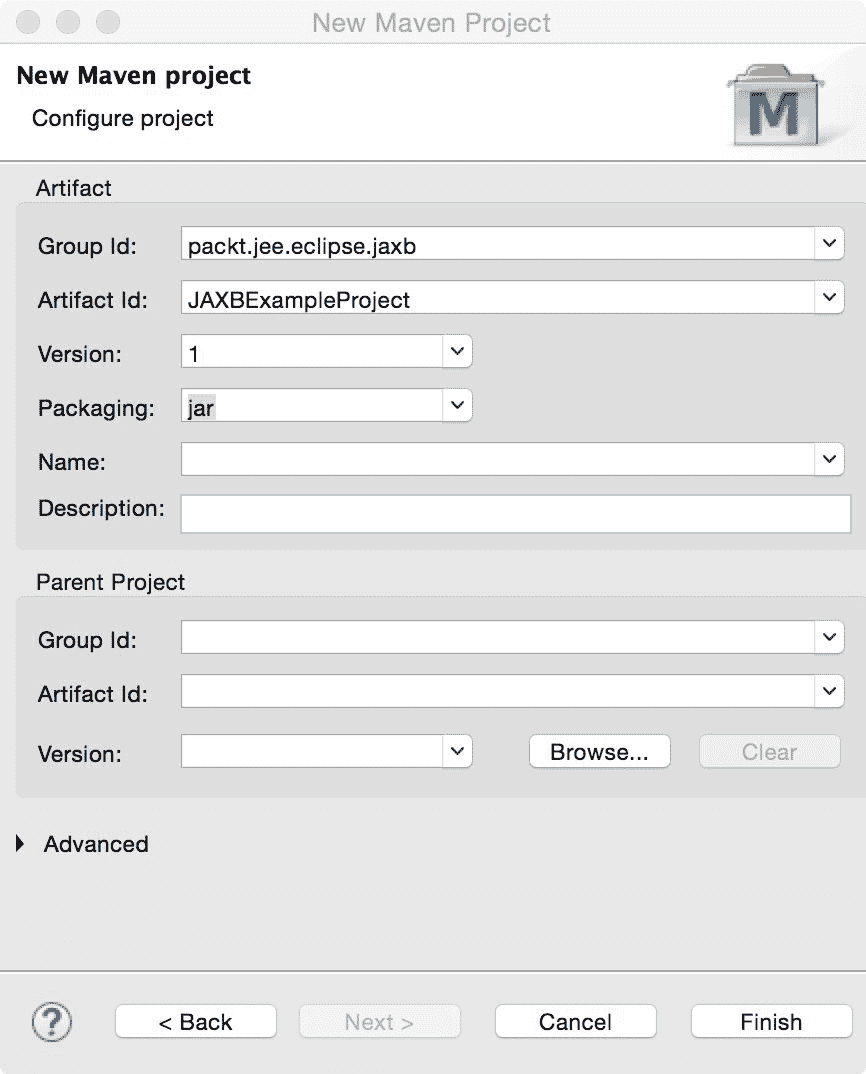 New Maven Project
New Maven project
Configure project
M
Artifact
Group Id: packt.jee.eclipse.jaxb
Artifact Id: JAXBExampleProject
Version: 1
Packaging: jar
Name:
Description:
Parent Project
Group Id:
Artifact Id:
Version: Browse... Clear
Advanced
? < Back Next > Cancel Finish